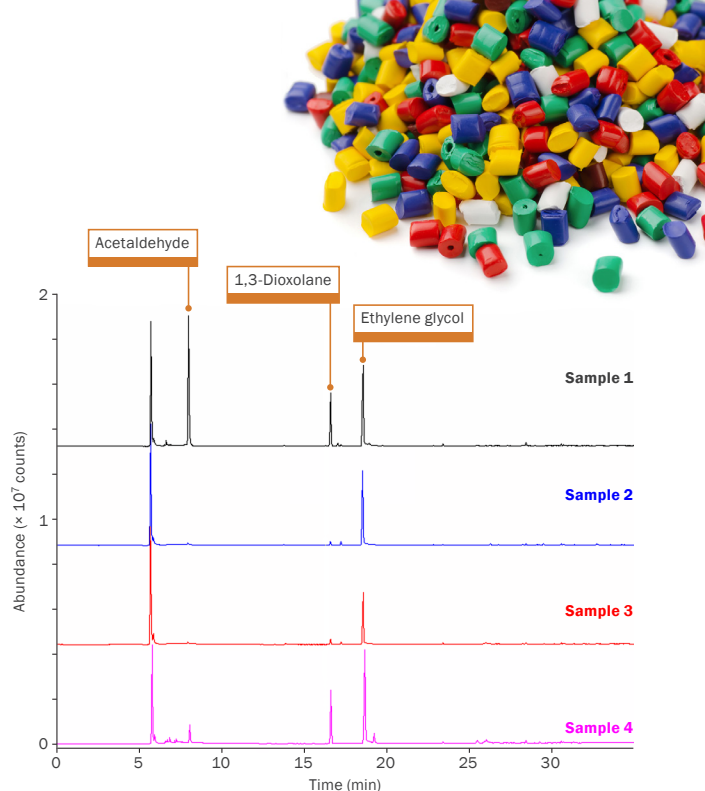 Acetaldehyde
1,3-Dioxolane
Ethylene glycol
2
Sample 1
Sample 2
1
Abundance (× 10⁷ counts)
Sample 3
Sample 4
0
0 5 10 15 20 25 30
Time (min)